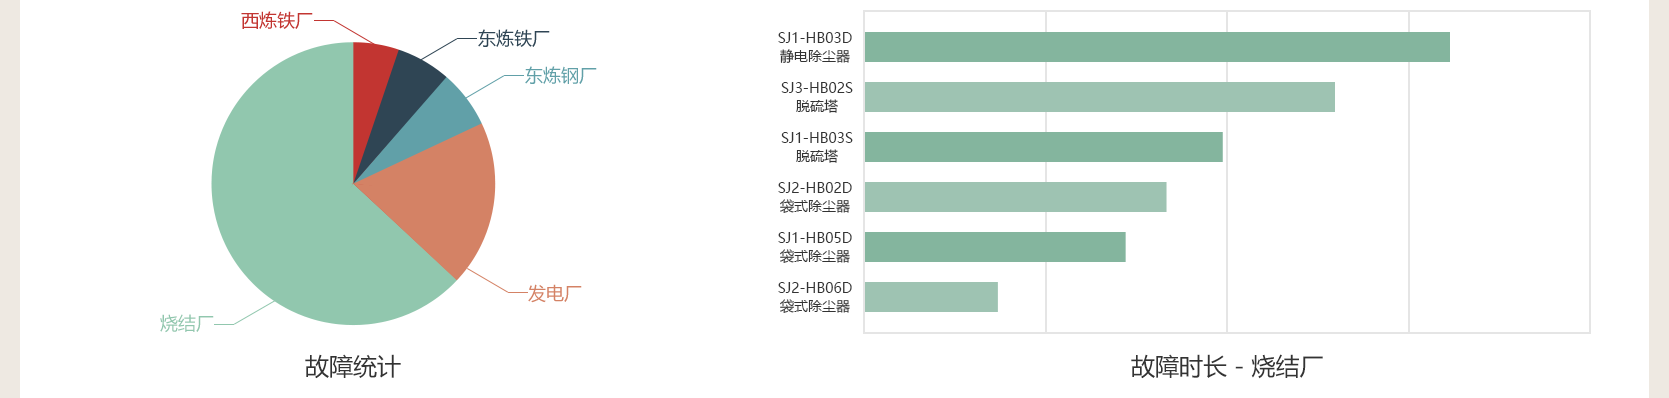 西炼铁厂
东炼铁厂
东炼钢厂
发电厂
烧结厂
故障统计
SJ1-HB03D
静电除尘器
SJ3-HB02S
脱硫塔
SJ1-HB03S
脱硫塔
SJ2-HB02D
袋式除尘器
SJ1-HB05D
袋式除尘器
SJ2-HB06D
袋式除尘器
故障时长 - 烧结厂